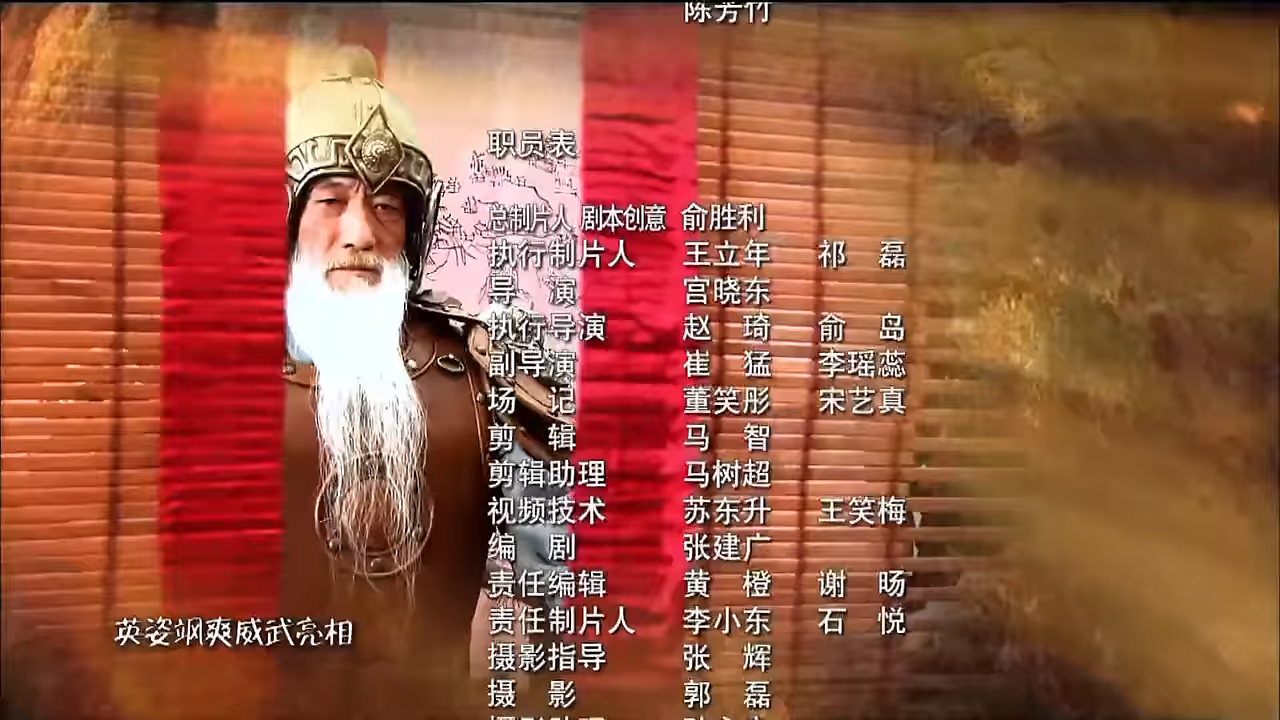 陈芳竹
职员表
总制片人 剧本创意 俞胜利
执行制片人 王立年 祁 磊
导 演 宫晓东
执行导演 赵 琦 俞 岛
副导演 崔 猛 李瑶蕊
场 记 董笑彤 宋艺真
剪 辑 马 智
剪辑助理 马树超
视频技术 苏东升 王笑梅
编 剧 张建广
责任编辑 黄 橙 谢 旸
责任制片人 李小东 石 悦
摄影指导 张 辉
摄 影 郭 磊
英姿飒爽威武亮相